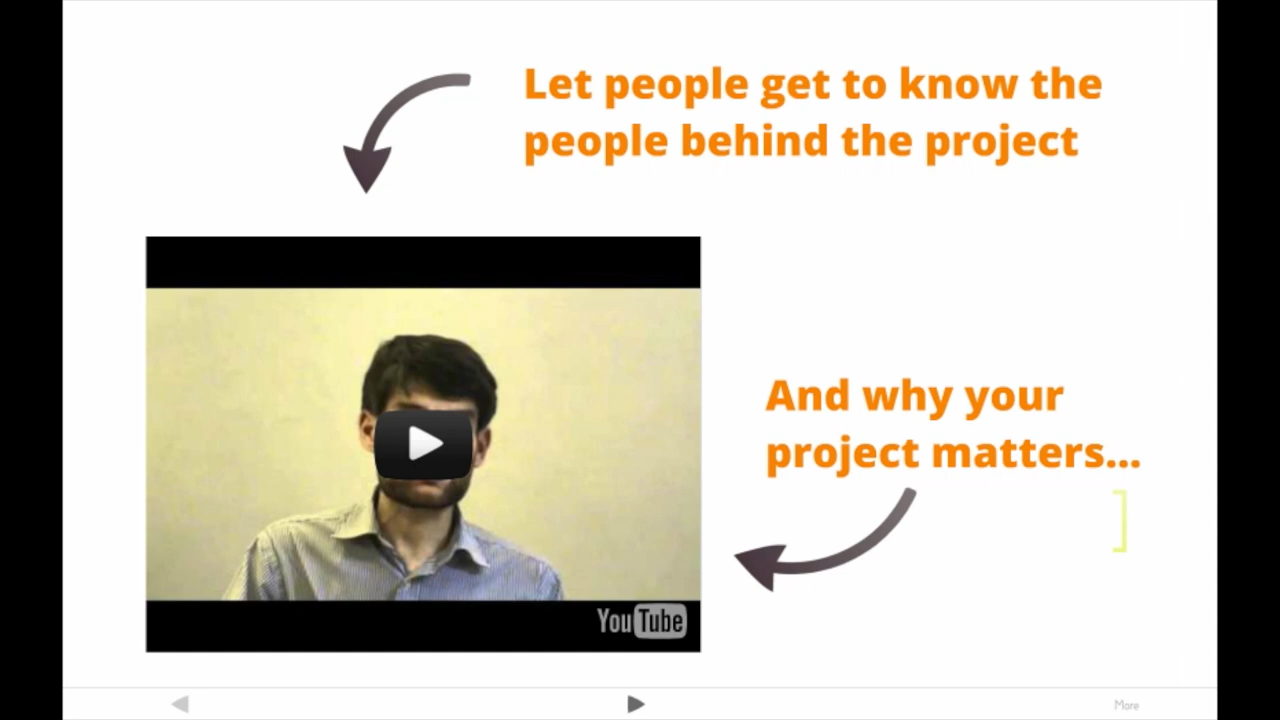 Let people get to know the
people behind the project
And why your
project matters...
YouTube
More